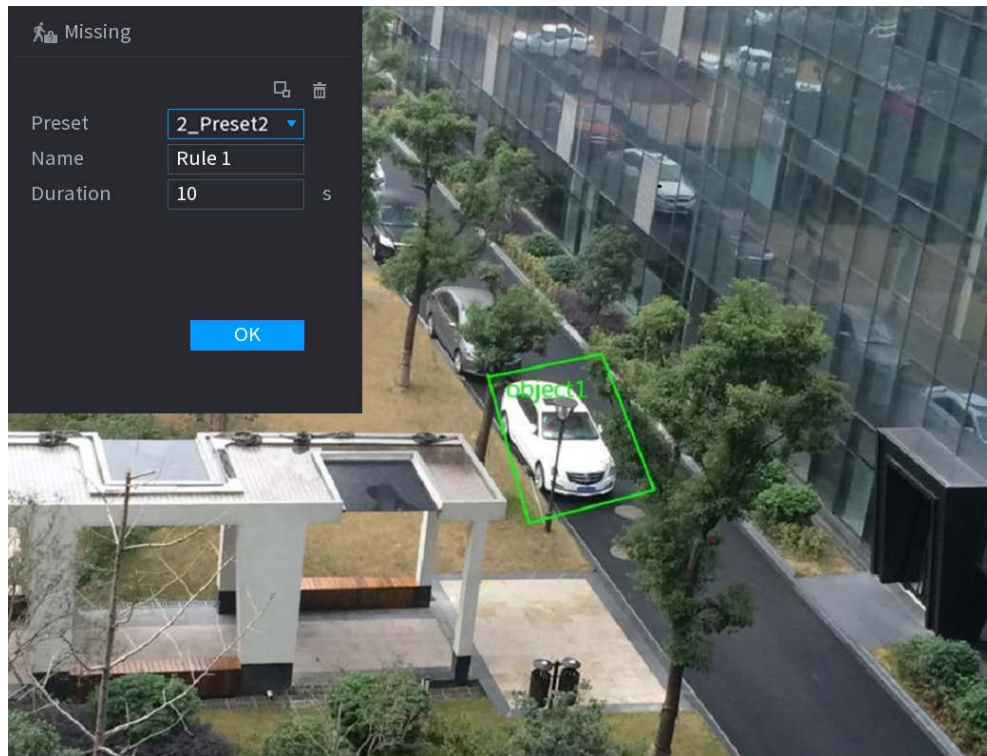 Missing
Preset 2_Preset2
Name Rule 1
Duration 10 s
OK
object1